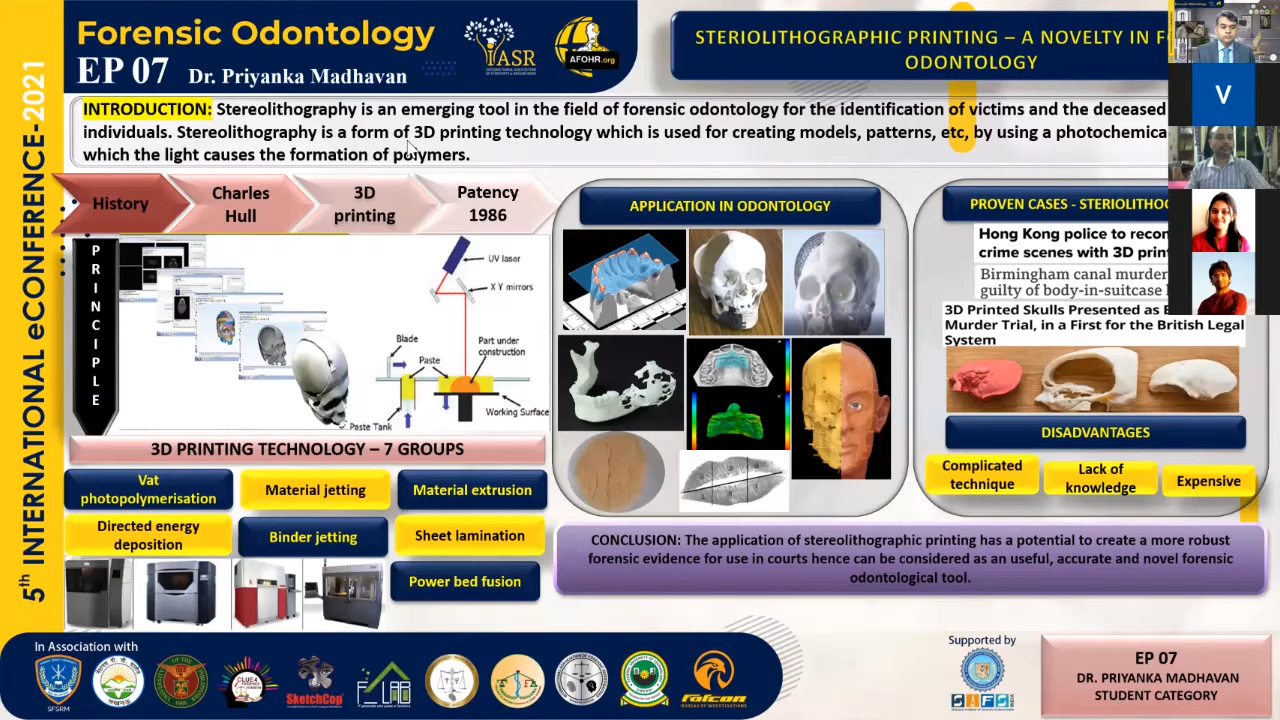 5th INTERNATIONAL eCONFERENCE-2021
Forensic Odontology
EP 07 Dr. Priyanka Madhavan
IASR
AFOHR.org
STERIOLITHOGRAPHIC PRINTING – A NOVELTY IN F
ODONTOLOGY
V
INTRODUCTION: Stereolithography is an emerging tool in the field of forensic odontology for the identification of victims and the deceased
individuals. Stereolithography is a form of 3D printing technology which is used for creating models, patterns, etc, by using a photochemica
which the light causes the formation of polymers.
History
Charles
Hull
3D
printing
Patency
1986
PRINCIPLE
UV laser
X Y mirrors
Blade
Paste
Part under
construction
Working Surface
Paste Tank
3D PRINTING TECHNOLOGY – 7 GROUPS
Vat
photopolymerisation
Material jetting
Material extrusion
Directed energy
deposition
Binder jetting
Sheet lamination
Power bed fusion
APPLICATION IN ODONTOLOGY
PROVEN CASES - STERIOLITHO
Hong Kong police to recon
crime scenes with 3D print
Birmingham canal murder
guilty of body-in-suitcase
3D Printed Skulls Presented as E
Murder Trial, in a First for the British Legal
System
DISADVANTAGES
Complicated
technique
Lack of
knowledge
Expensive
CONCLUSION: The application of stereolithographic printing has a potential to create a more robust
forensic evidence for use in courts hence can be considered as an useful, accurate and novel forensic
odontological tool.
In Association with
SFSRM
CLUE4
SketchCop
F-LAB
Falcon
BUREAU OF INVESTIGATIONS
Supported by
SIFS
INDIA
EP 07
DR. PRIYANKA MADHAVAN
STUDENT CATEGORY